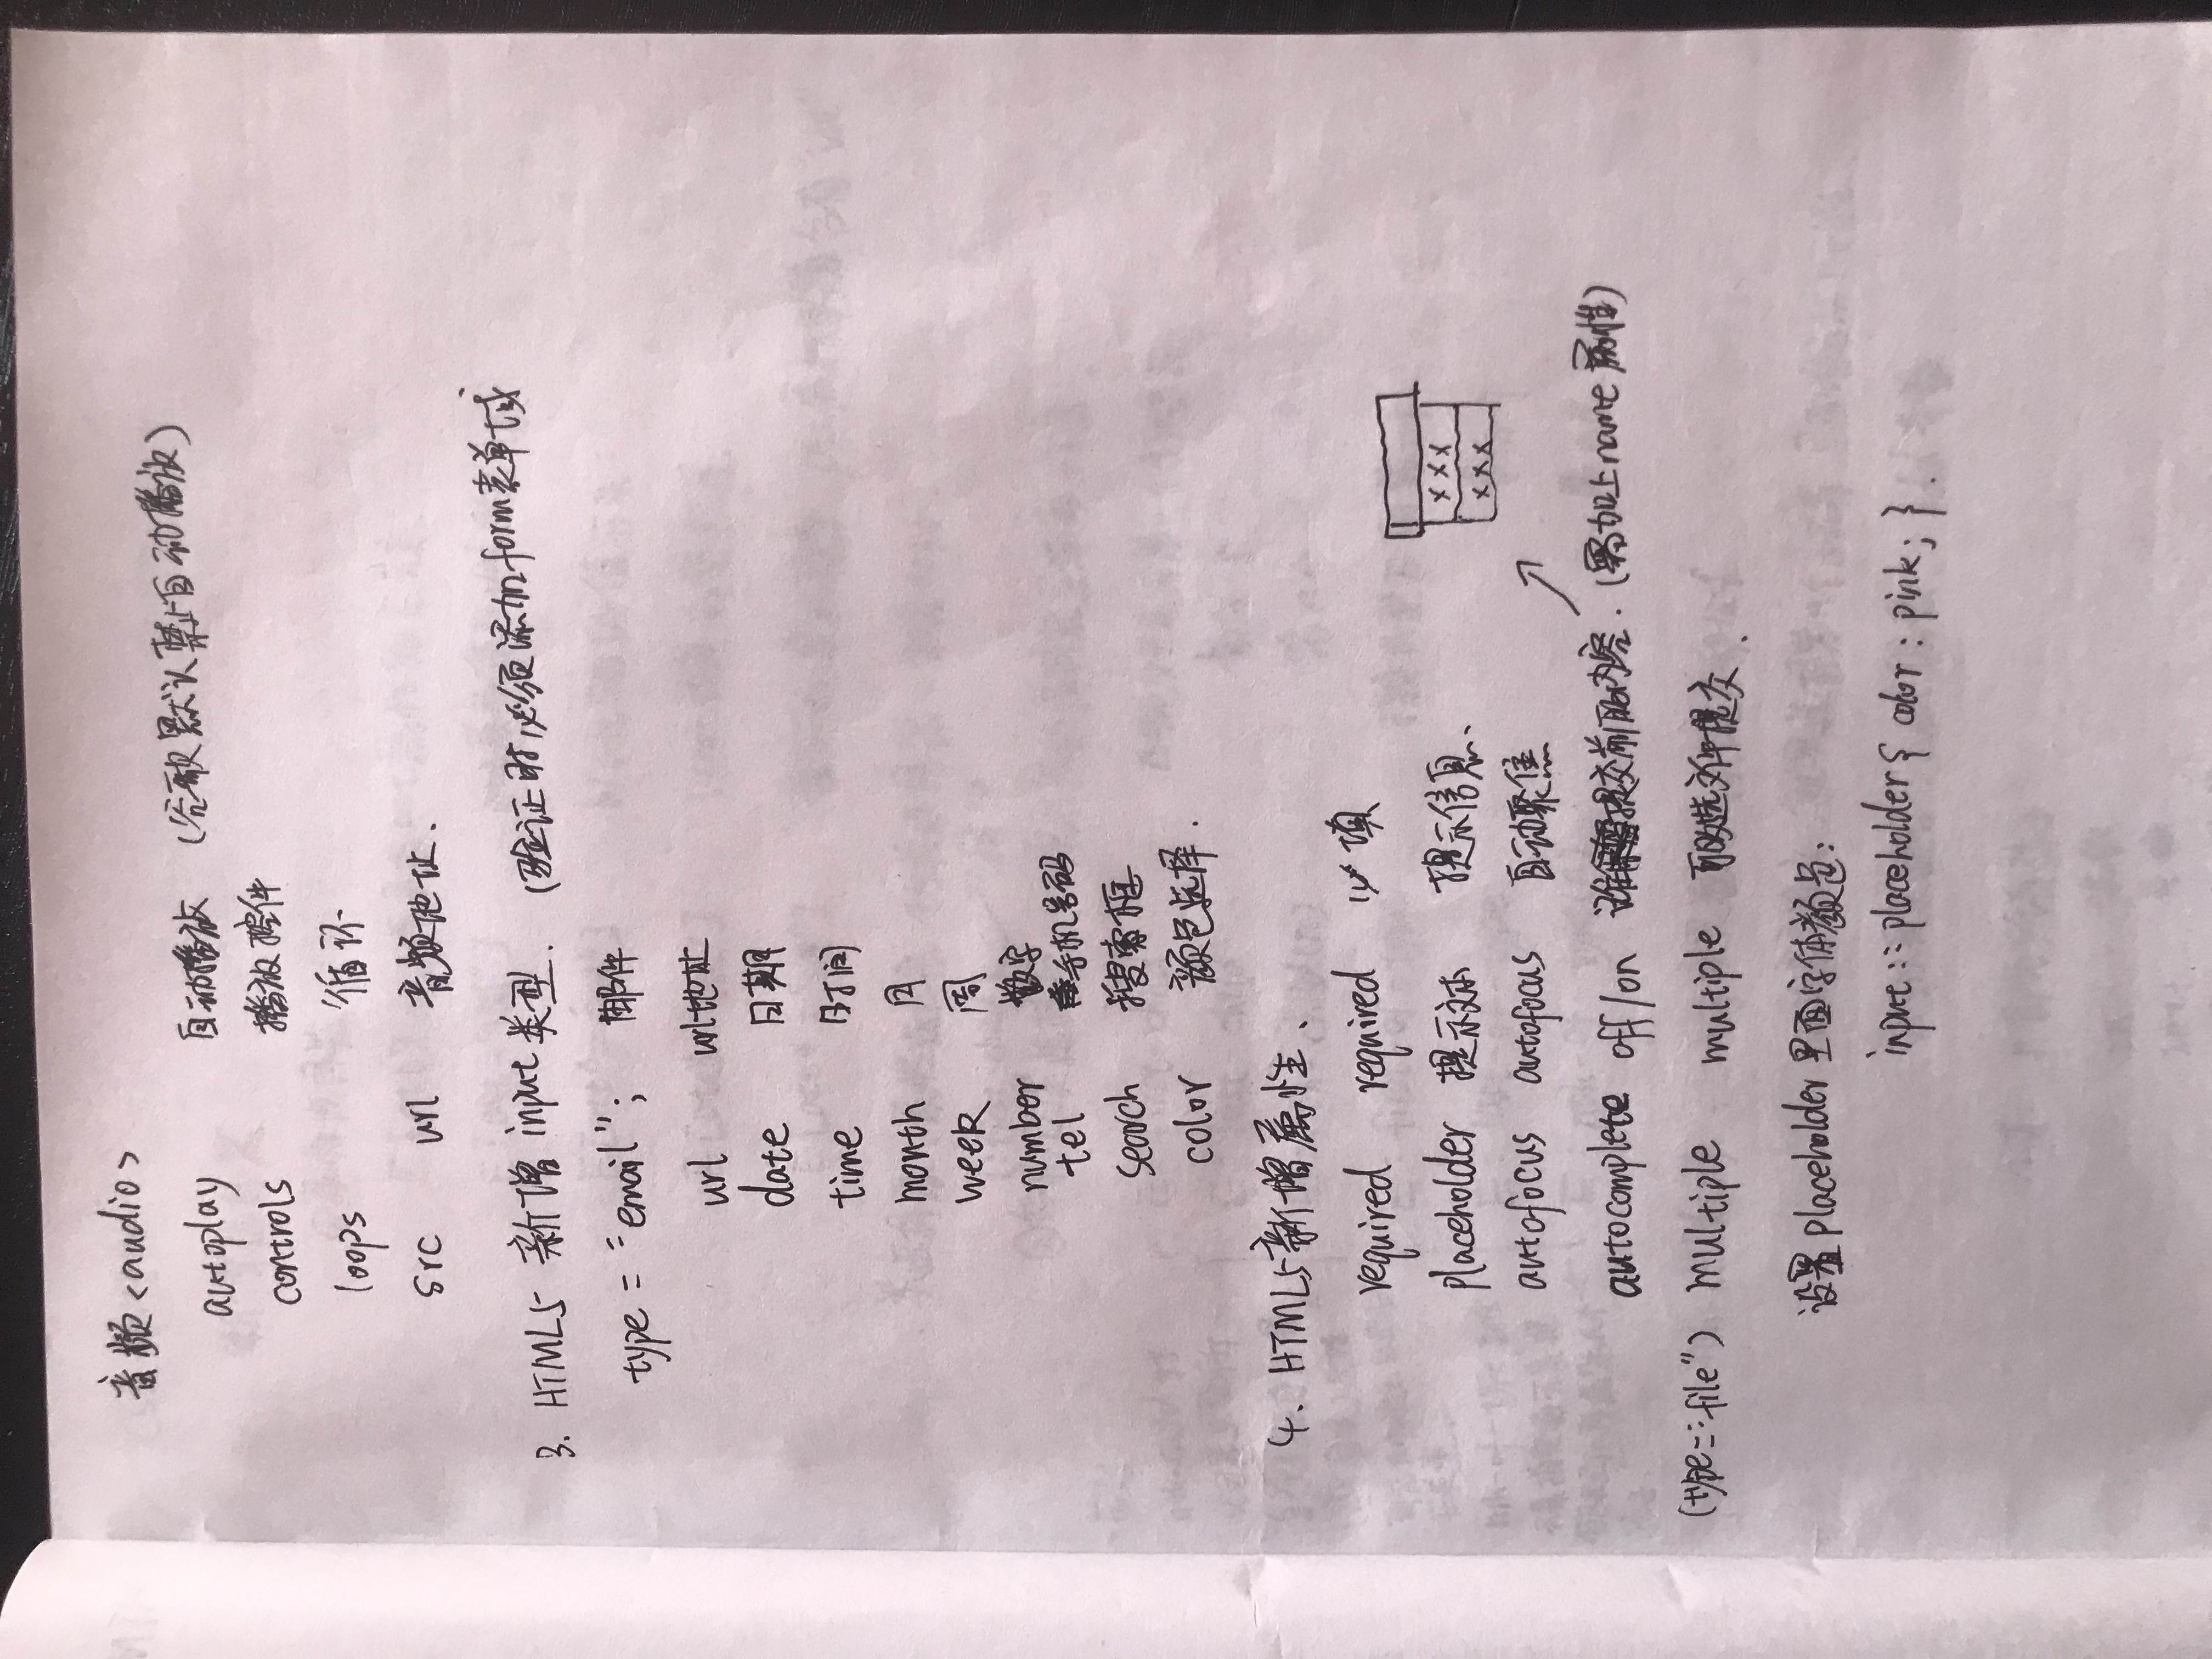 音频<audio>
autoplay 自动播放 (谷歌默认禁止自动播放)
controls 播放控件
loops 循环
src url 音频地址.
3. HTML5 新增 input 类型. (验证时必须添加form表单域
type = "email"; 邮件
url url地址
date 日期
time 时间
month 月
week 周
number 数字
tel 手机号码
search 搜索框
color 颜色选择.
4. HTML5新增属性、
required required 必填
placeholder 提示文本 提示信息、
autofocus autofocus 自动聚焦
×××
×××
autocomplete off/on 提交前的内容. (需加上name属性)
(type="file") multiple multiple 可以选文件提交.
设置placeholder里面字体颜色:
input::placeholder{ color: pink; }.